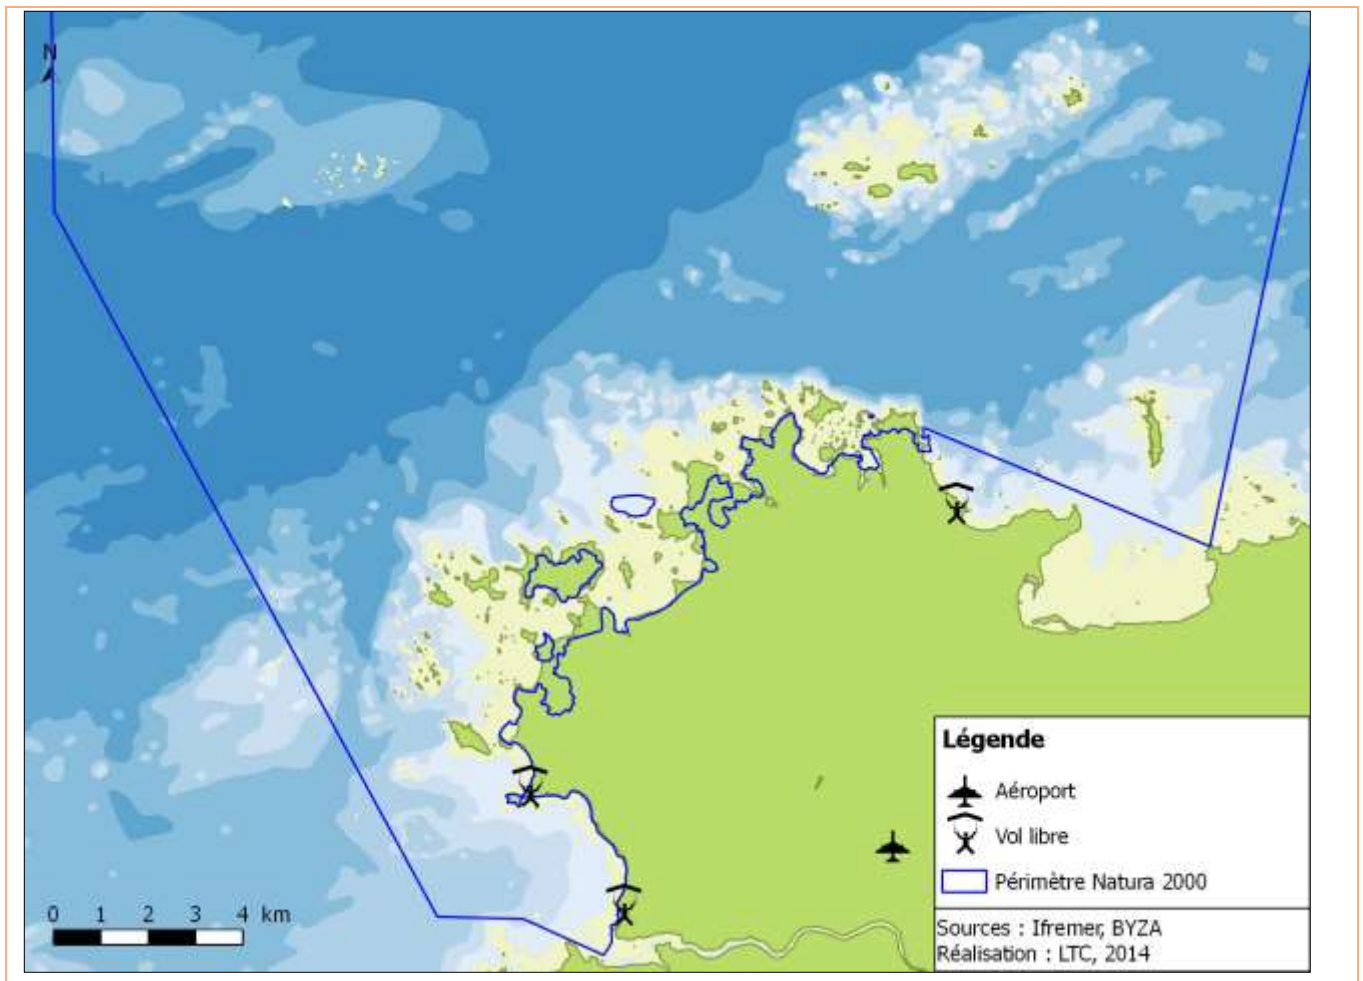 N
0 1 2 3 4 km
Légende
Aéroport
Vol libre
Périmètre Natura 2000
Sources : Ifremer, BYZA
Réalisation : LTC, 2014